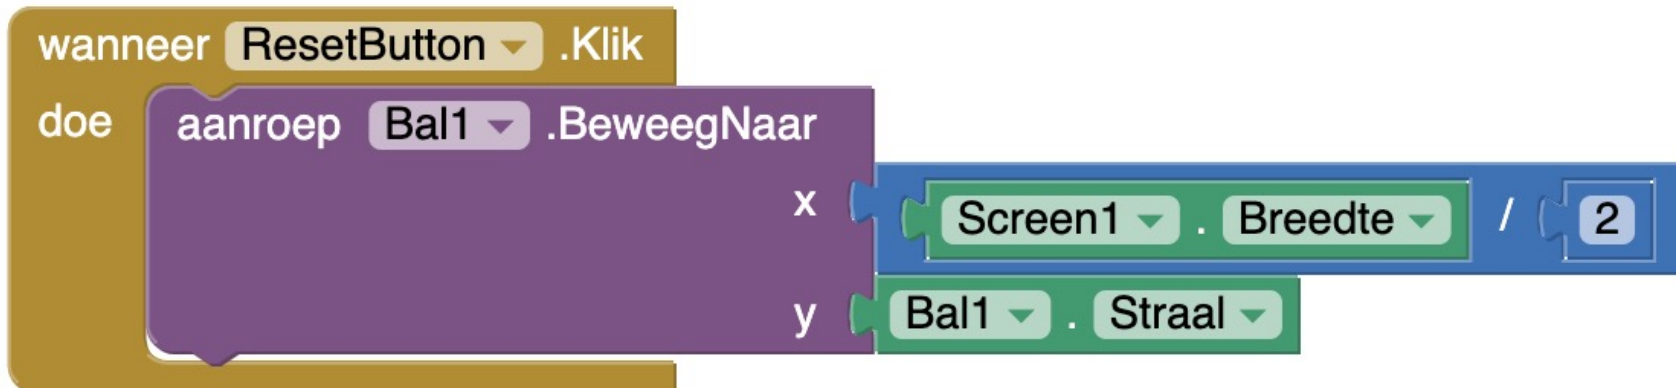 wanneer ResetButton .Klik
doe aanroep Bal1 .BeweegNaar
x Screen1 . Breedte / 2
y Bal1 . Straal